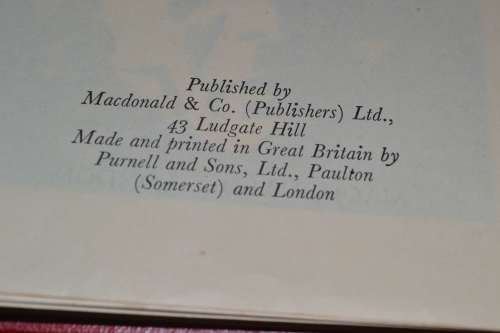 Published by
Macdonald & Co. (Publishers) Ltd.,
43 Ludgate Hill
Made and printed in Great Britain by
Purnell and Sons, Ltd., Paulton
(Somerset) and London